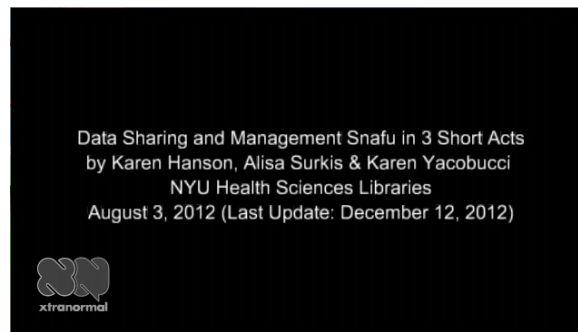 Data Sharing and Management Snafu in 3 Short Acts
by Karen Hanson, Alisa Surkis & Karen Yacobucci
NYU Health Sciences Libraries
August 3, 2012 (Last Update: December 12, 2012)
xtranormal